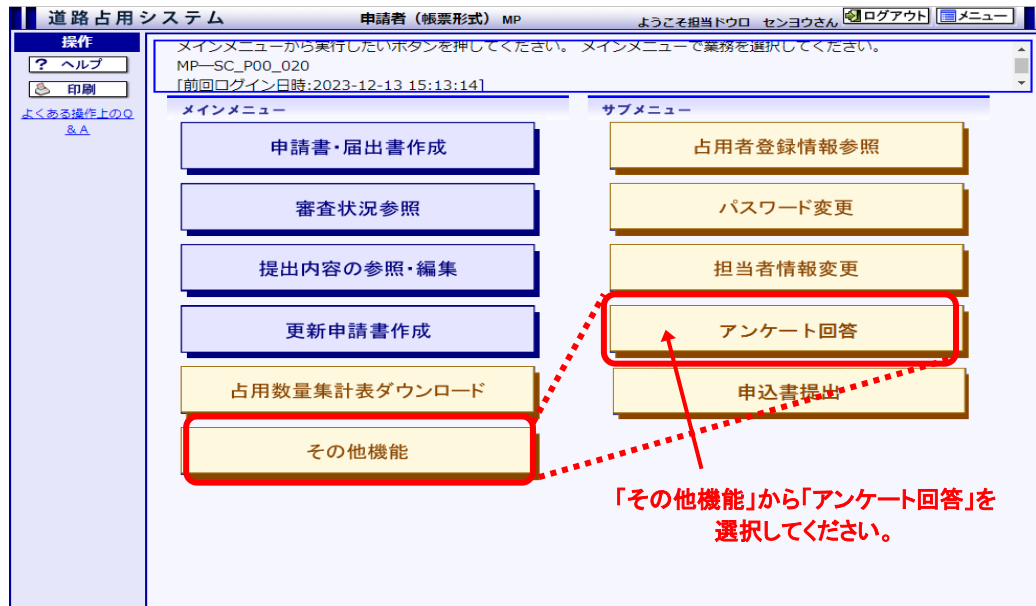 道路占用システム
申請者（帳票形式） MP
ようこそ担当ドウロ センヨウさん
ログアウト
メニュー
操作
? ヘルプ
印刷
よくある操作上のQ
&A
メインメニューから実行したいボタンを押してください。 メインメニューで業務を選択してください。
MP―SC_P00_020
[前回ログイン日時:2023-12-13 15:13:14]
メインメニュー
申請書・届出書作成
審査状況参照
提出内容の参照・編集
更新申請書作成
占用数量集計表ダウンロード
その他機能
サブメニュー
占用者登録情報参照
パスワード変更
担当者情報変更
アンケート回答
申込書提出
「その他機能」から「アンケート回答」を
選択してください。